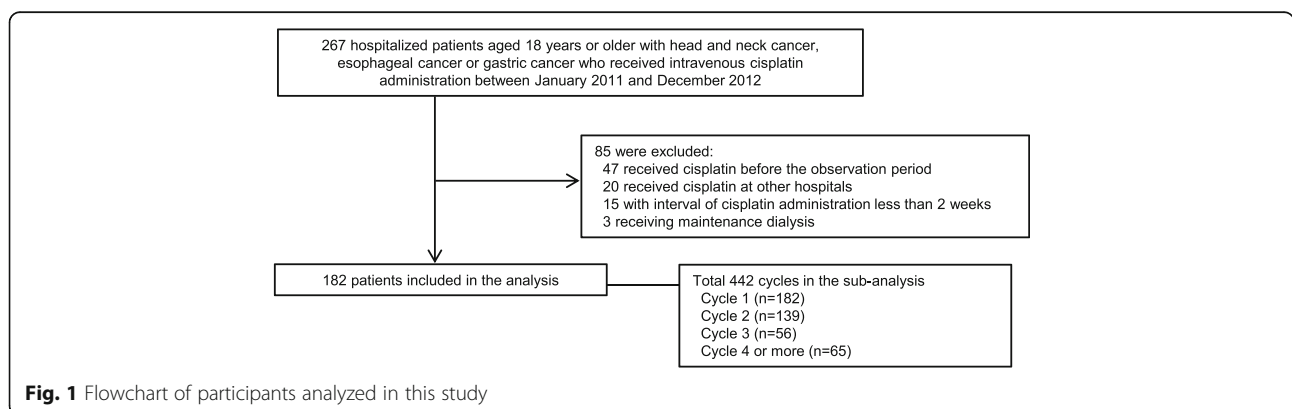 267 hospitalized patients aged 18 years or older with head and neck cancer,
esophageal cancer or gastric cancer who received intravenous cisplatin
administration between January 2011 and December 2012
85 were excluded:
47 received cisplatin before the observation period
20 received cisplatin at other hospitals
15 with interval of cisplatin administration less than 2 weeks
3 receiving maintenance dialysis
182 patients included in the analysis
Total 442 cycles in the sub-analysis
Cycle 1 (n=182)
Cycle 2 (n=139)
Cycle 3 (n=56)
Cycle 4 or more (n=65)
Fig. 1 Flowchart of participants analyzed in this study